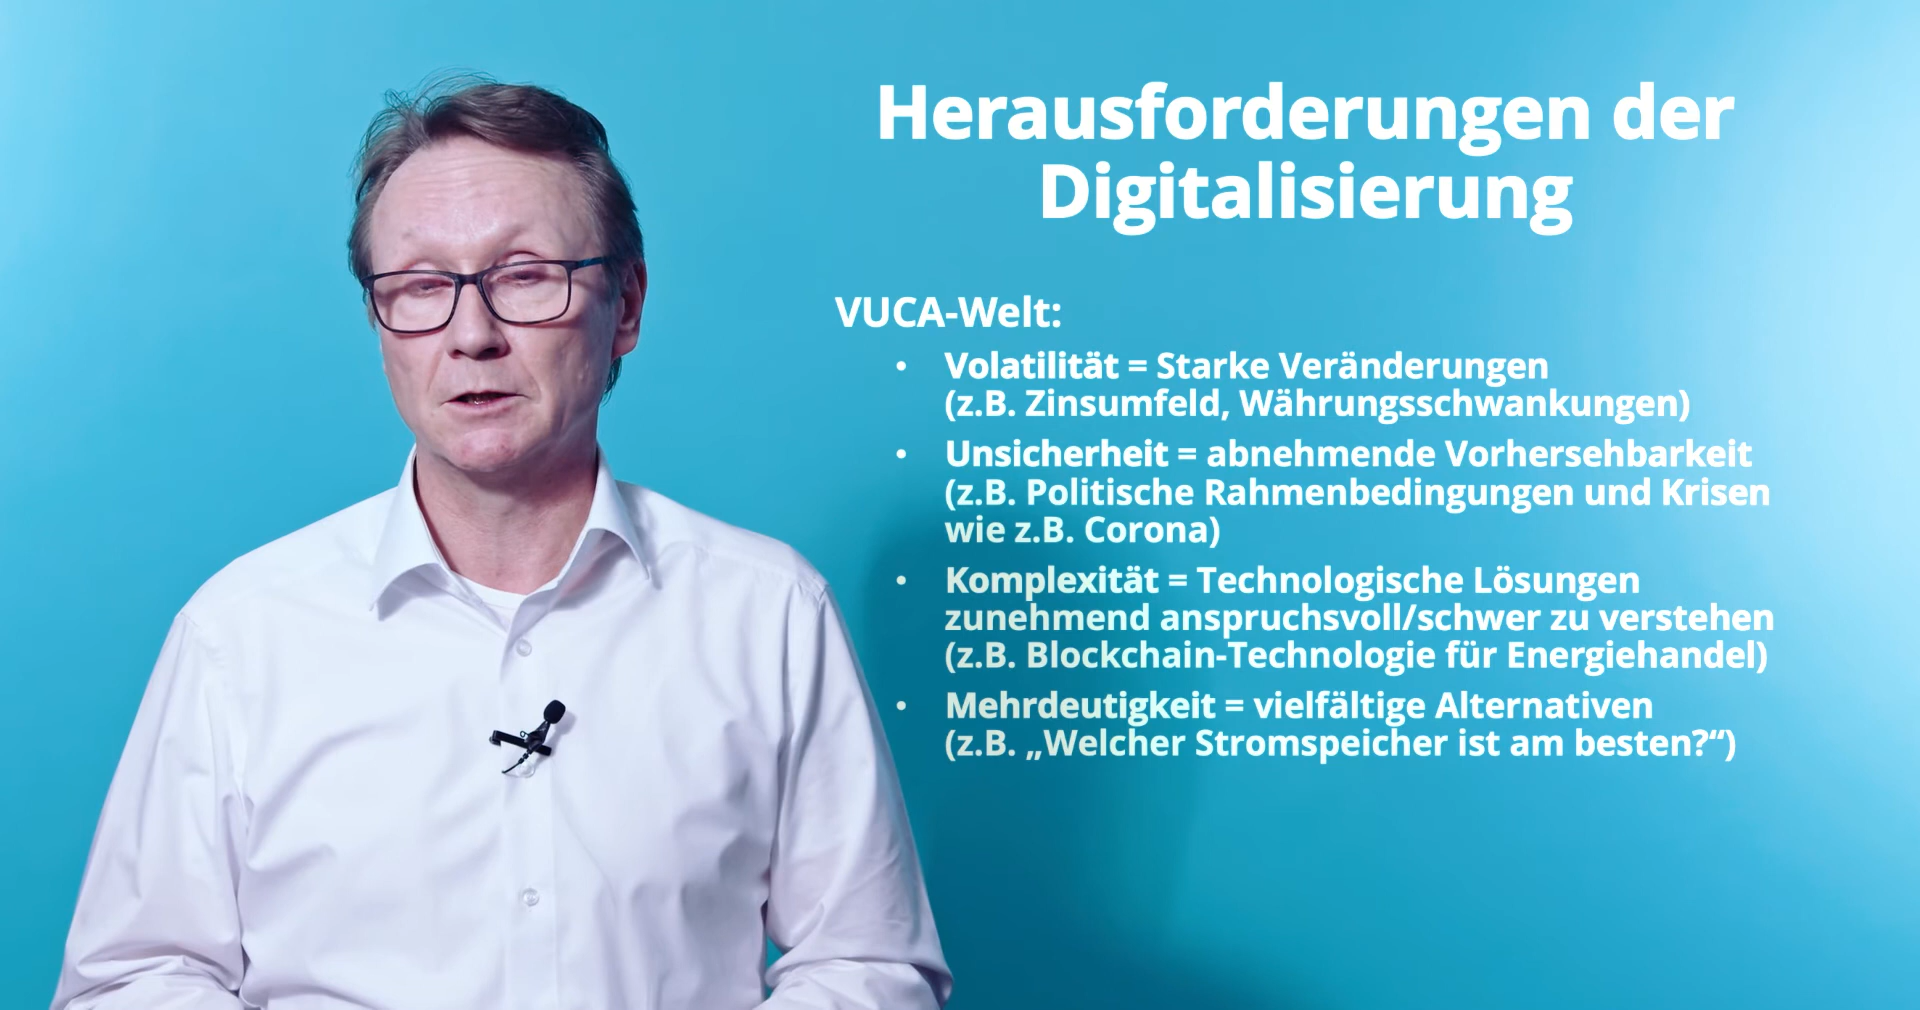 Herausforderungen der
Digitalisierung
VUCA-Welt:
• Volatilität = Starke Veränderungen
(z.B. Zinsumfeld, Währungsschwankungen)
• Unsicherheit = abnehmende Vorhersehbarkeit
(z.B. Politische Rahmenbedingungen und Krisen
wie z.B. Corona)
• Komplexität = Technologische Lösungen
zunehmend anspruchsvoll/schwer zu verstehen
(z.B. Blockchain-Technologie für Energiehandel)
• Mehrdeutigkeit = vielfältige Alternativen
(z.B. „Welcher Stromspeicher ist am besten?“)